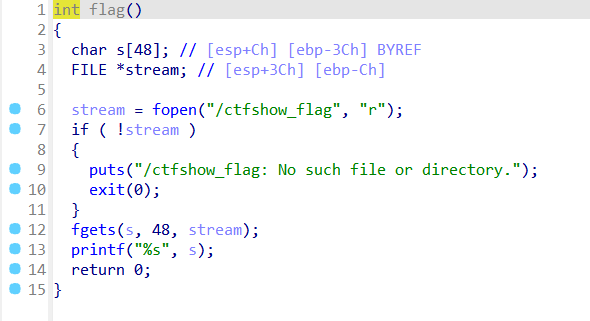 1 int flag()
2 {
3 char s[48]; // [esp+Ch] [ebp-3Ch] BYREF
4 FILE *stream; // [esp+3Ch] [ebp-Ch]
5
6 stream = fopen("/ctfshow_flag", "r");
7 if ( !stream )
8 {
9 puts("/ctfshow_flag: No such file or directory.");
10 exit(0);
11 }
12 fgets(s, 48, stream);
13 printf("%s", s);
14 return 0;
15 }